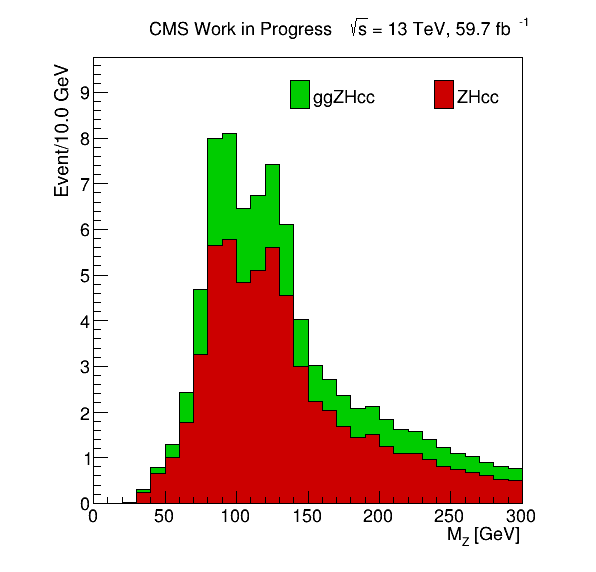 CMS Work in Progress √s = 13 TeV, 59.7 fb⁻¹
Event/10.0 GeV
ggZHcc ZHcc
9
8
7
6
5
4
3
2
1
0
0 50 100 150 200 250 300
M_Z [GeV]